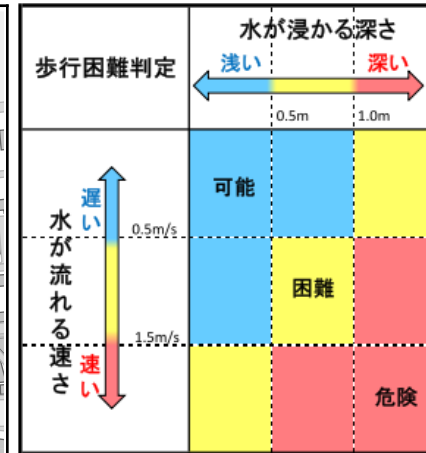 歩行困難判定
水が浸かる深さ
浅い
深い
0.5m
1.0m
水が流れる速さ
遅い
速い
0.5m/s
1.5m/s
可能
困難
危険